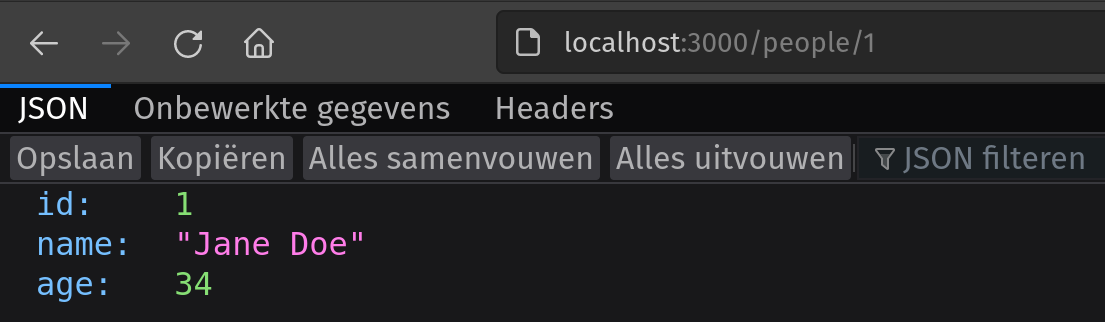 localhost:3000/people/1
JSON Onbewerkte gegevens Headers
Opslaan Kopiëren Alles samenvouwen Alles uitvouwen JSON filteren
id: 1
name: "Jane Doe"
age: 34